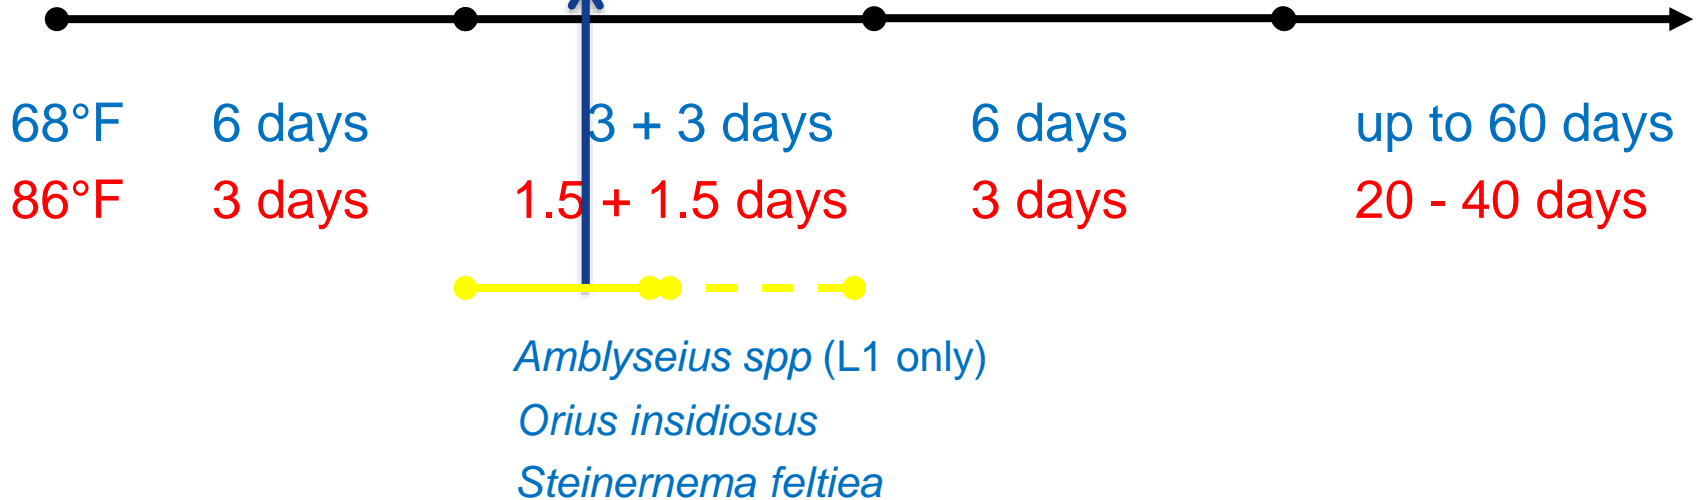 68°F 6 days 3 + 3 days 6 days up to 60 days
86°F 3 days 1.5 + 1.5 days 3 days 20 - 40 days
Amblyseius spp (L1 only)
Orius insidiosus
Steinernema feltiea